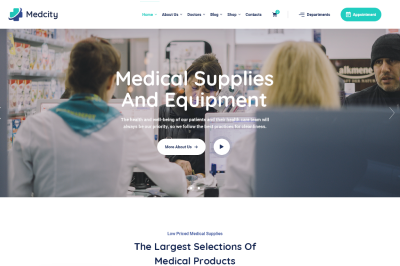 Medcity
Home About Us Doctors Blog Shop Contacts Departments Appointment
alkmene
Medical Supplies
And Equipment
The health and well-being of our patients and their health care team will
always be our priority, so we follow the best practices for cleanliness.
More About Us
Low Priced Medical Supplies
The Largest Selections Of
Medical Products